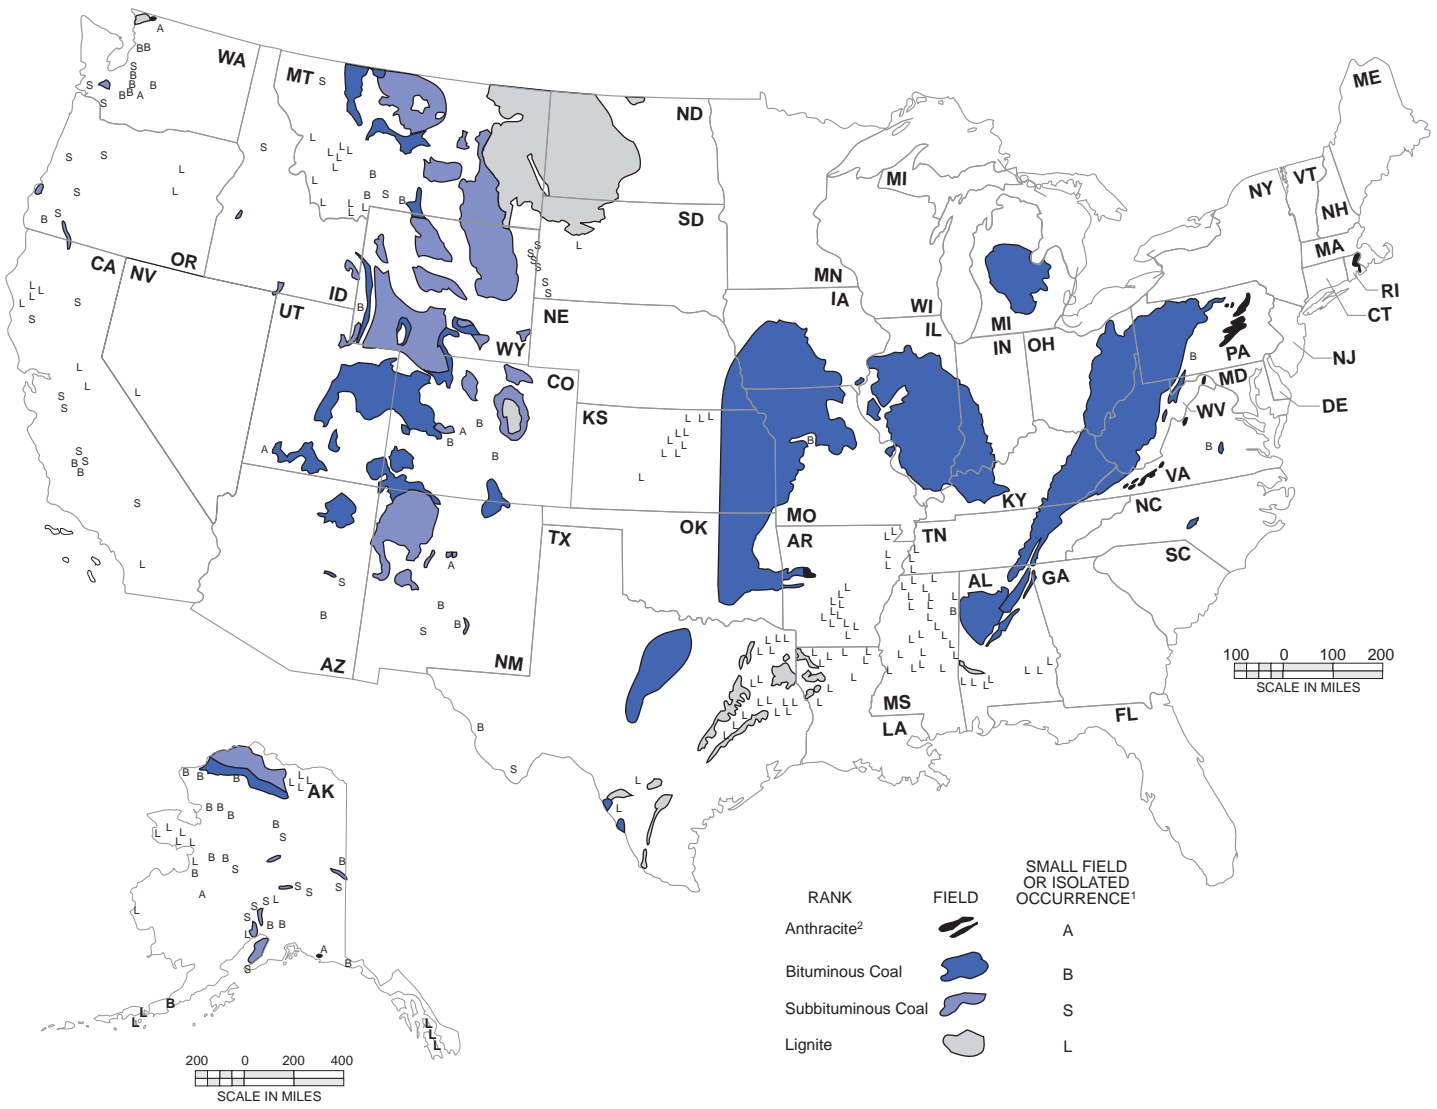 WA
MT
ND
ME
MI
NY
VT
NH
MA
SD
RI
CT
OR
ID
CA
NV
UT
WY
NE
MN
IA
WI
IL
MI
IN
OH
PA
NJ
MD
DE
WV
CO
KS
MO
KY
VA
NC
OK
AR
TN
SC
TX
AL
GA
AZ
NM
MS
LA
FL
AK
100 0 100 200
SCALE IN MILES
200 0 200 400
SCALE IN MILES
RANK FIELD SMALL FIELD
OR ISOLATED
OCCURRENCE¹
Anthracite² A
Bituminous Coal B
Subbituminous Coal S
Lignite L